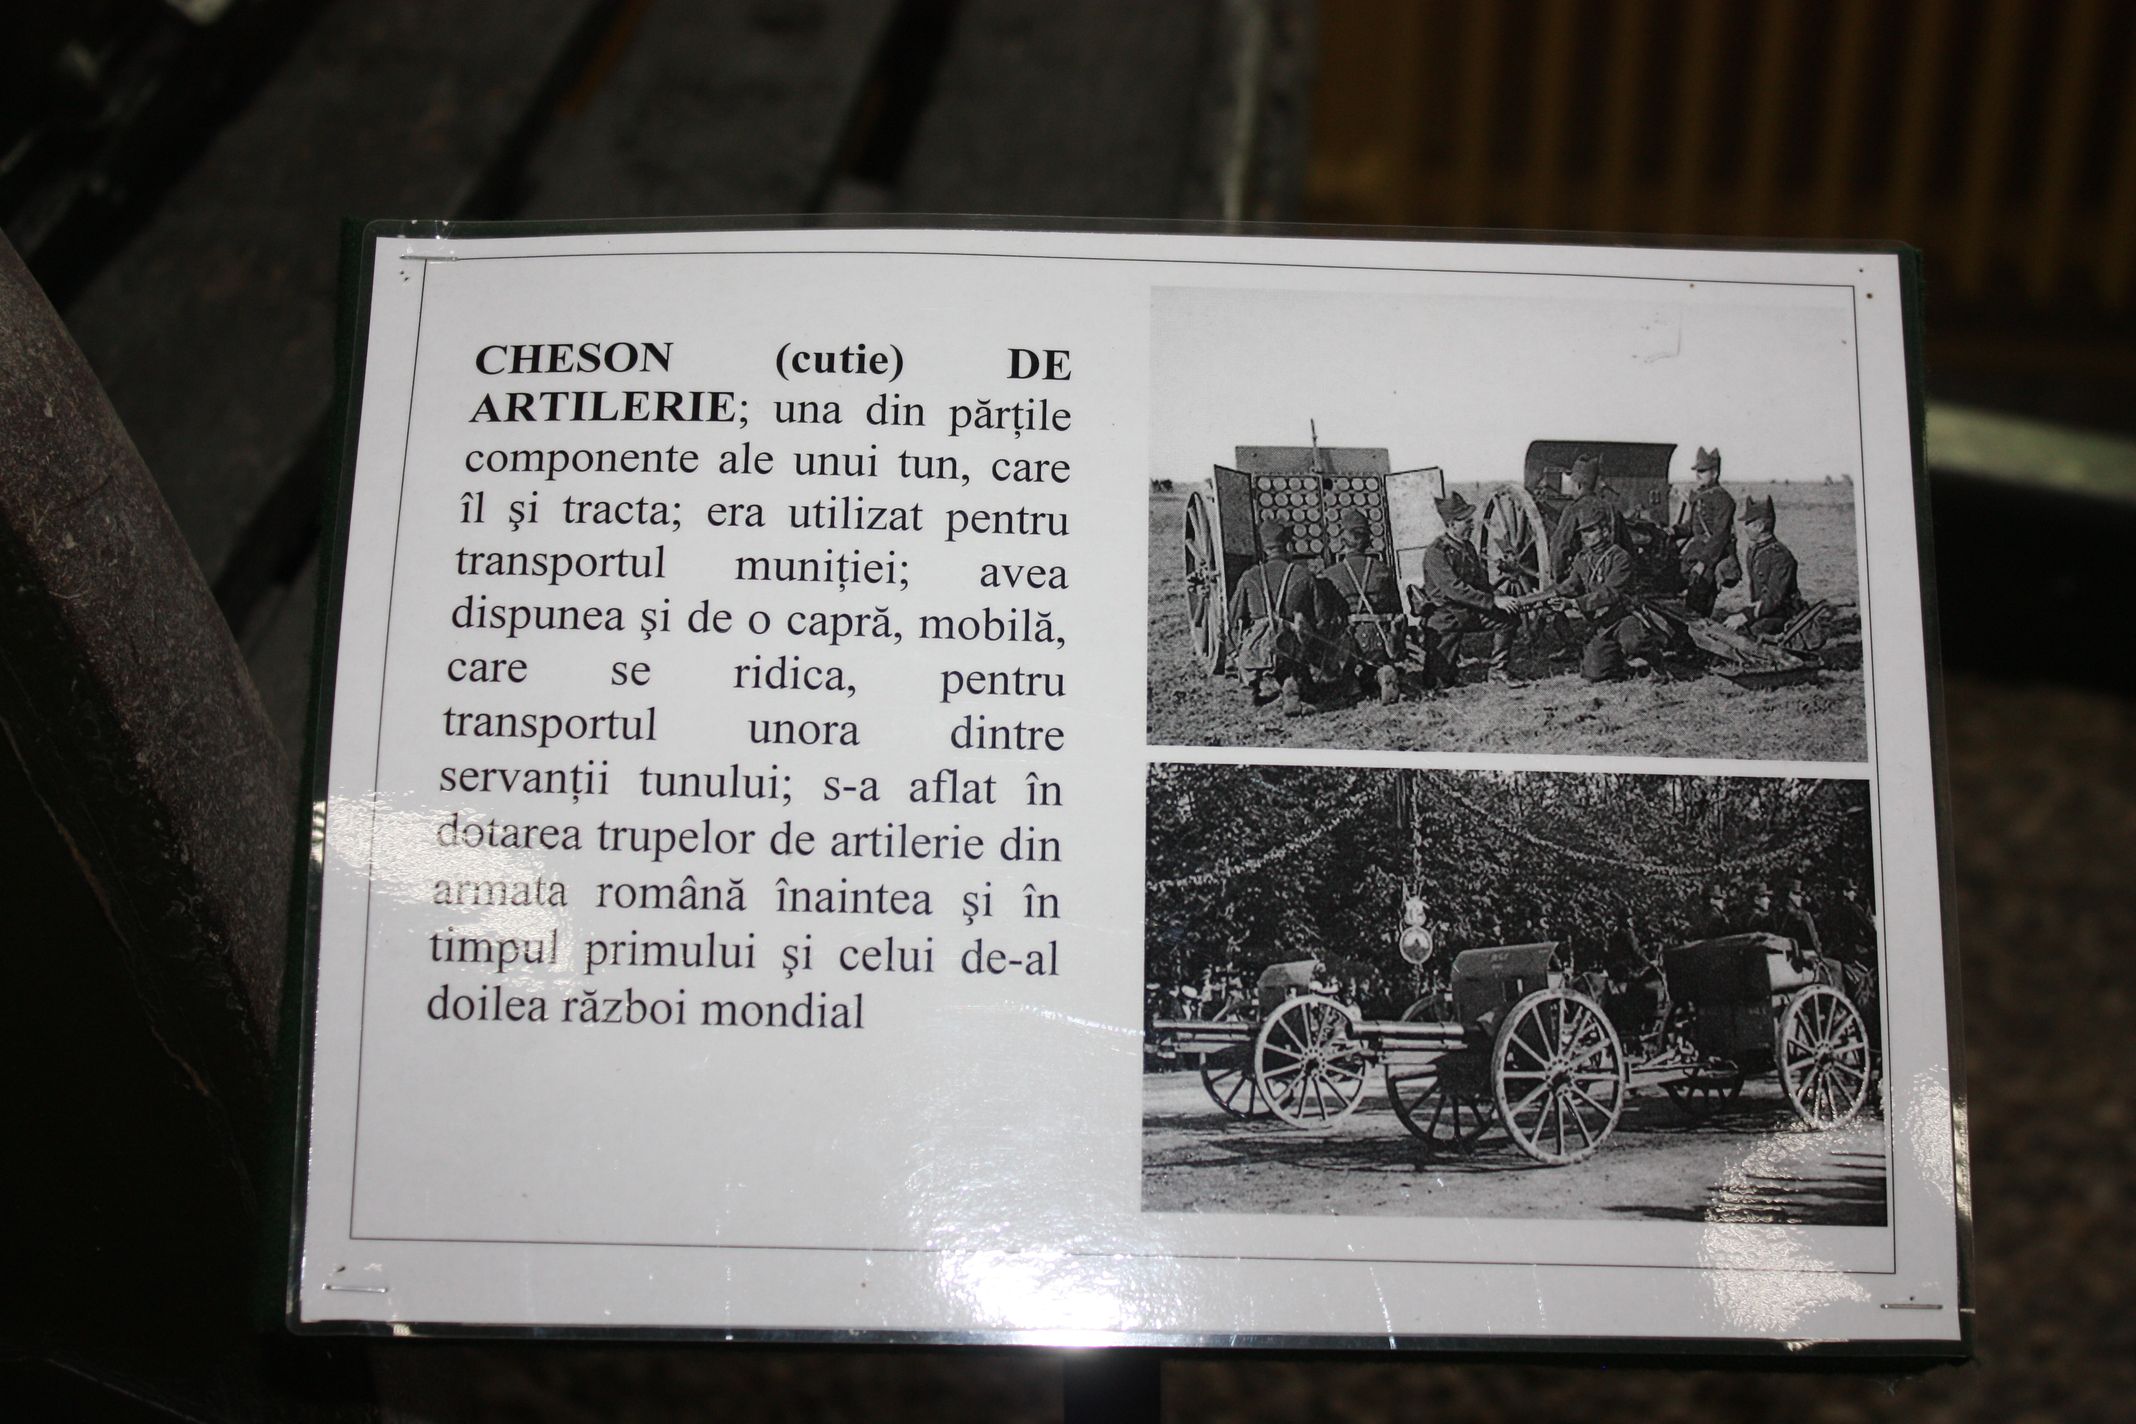 CHESON (cutie) DE
ARTILERIE; una din părțile
componente ale unui tun, care
îl şi tracta; era utilizat pentru
transportul muniției; avea
dispunea şi de o capră, mobilă,
care se ridica, pentru
transportul unora dintre
servanții tunului; s-a aflat în
dotarea trupelor de artilerie din
armata română înaintea şi în
timpul primului şi celui de-al
doilea război mondial